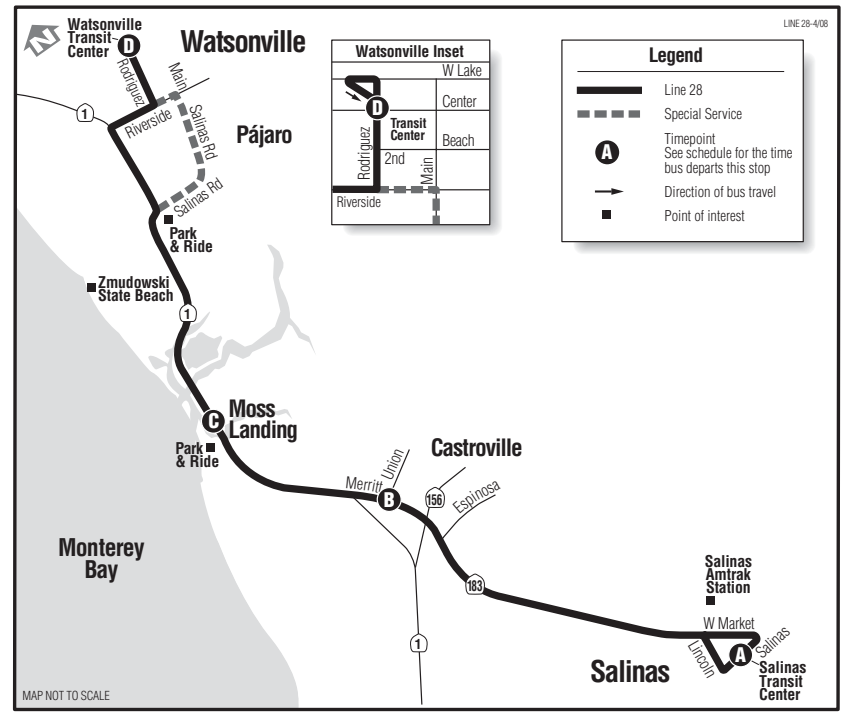 LINE 28-4/08
N
Watsonville
Transit
Center
D
Watsonville
Rodriguez
Main
Riverside
Salinas Rd
Salinas Rd
1
Pájaro
Park
& Ride
Zmudowski
State Beach
1
Watsonville Inset
W Lake
D
Center
Transit
Center
Beach
Rodriguez
2nd
Main
Riverside
Legend
Line 28
Special Service
A
Timepoint
See schedule for the time
bus departs this stop
Direction of bus travel
Point of interest
C
Moss
Landing
Park
& Ride
Castroville
Merritt
Union
B
156
Espinosa
Monterey
Bay
183
1
Salinas
Amtrak
Station
W Market
Lincoln
Salinas
A
Salinas
Salinas
Transit
Center
MAP NOT TO SCALE